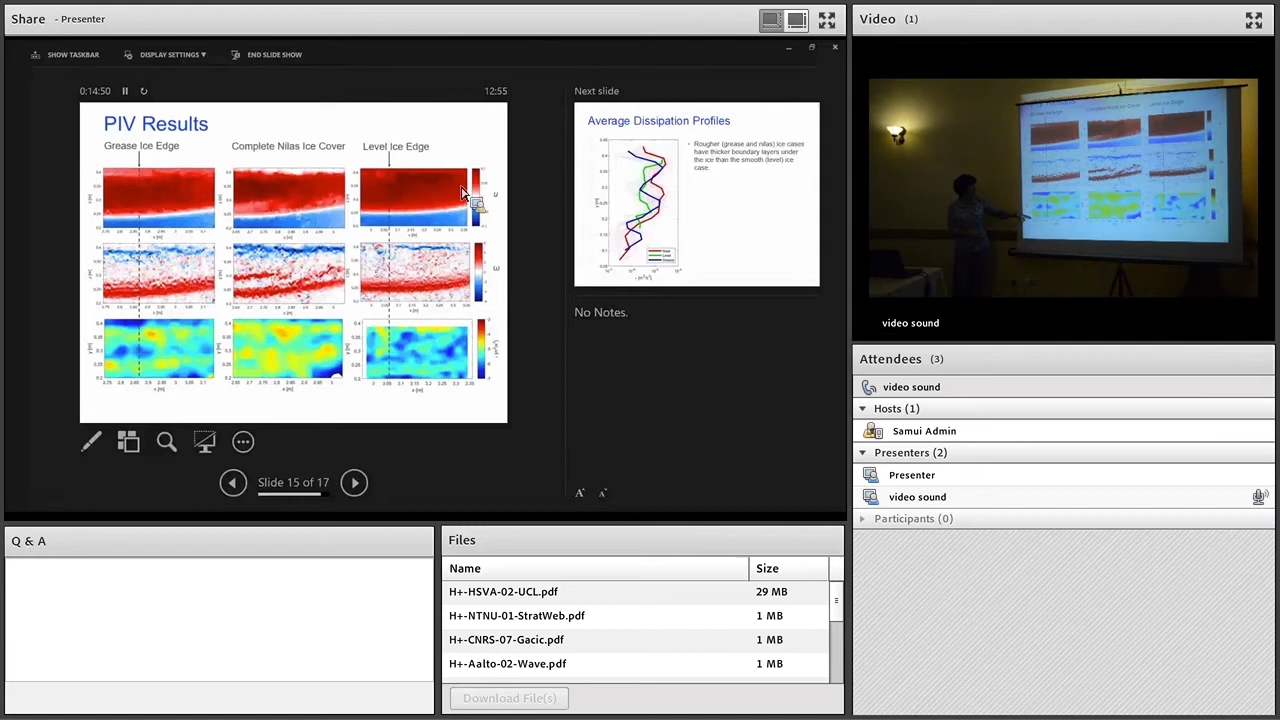 Share - Presenter
SHOW TASKBAR DISPLAY SETTINGS ▾ END SLIDE SHOW
0:14:50 12:55
PIV Results
Grease Ice Edge Complete Nilas Ice Cover Level Ice Edge
Next slide
Average Dissipation Profiles
• Rougher (grease and nilas) ice cases
have thicker boundary layers under
the ice than the smooth (level) ice
case.
No Notes.
Slide 15 of 17
Video (1)
video sound
Attendees (3)
video sound
Hosts (1)
Samui Admin
Presenters (2)
Presenter
video sound
Participants (0)
Q & A
Files
Name Size
H+-HSVA-02-UCL.pdf 29 MB
H+-NTNU-01-StratWeb.pdf 1 MB
H+-CNRS-07-Gacic.pdf 1 MB
H+-Aalto-02-Wave.pdf 1 MB
Download File(s)